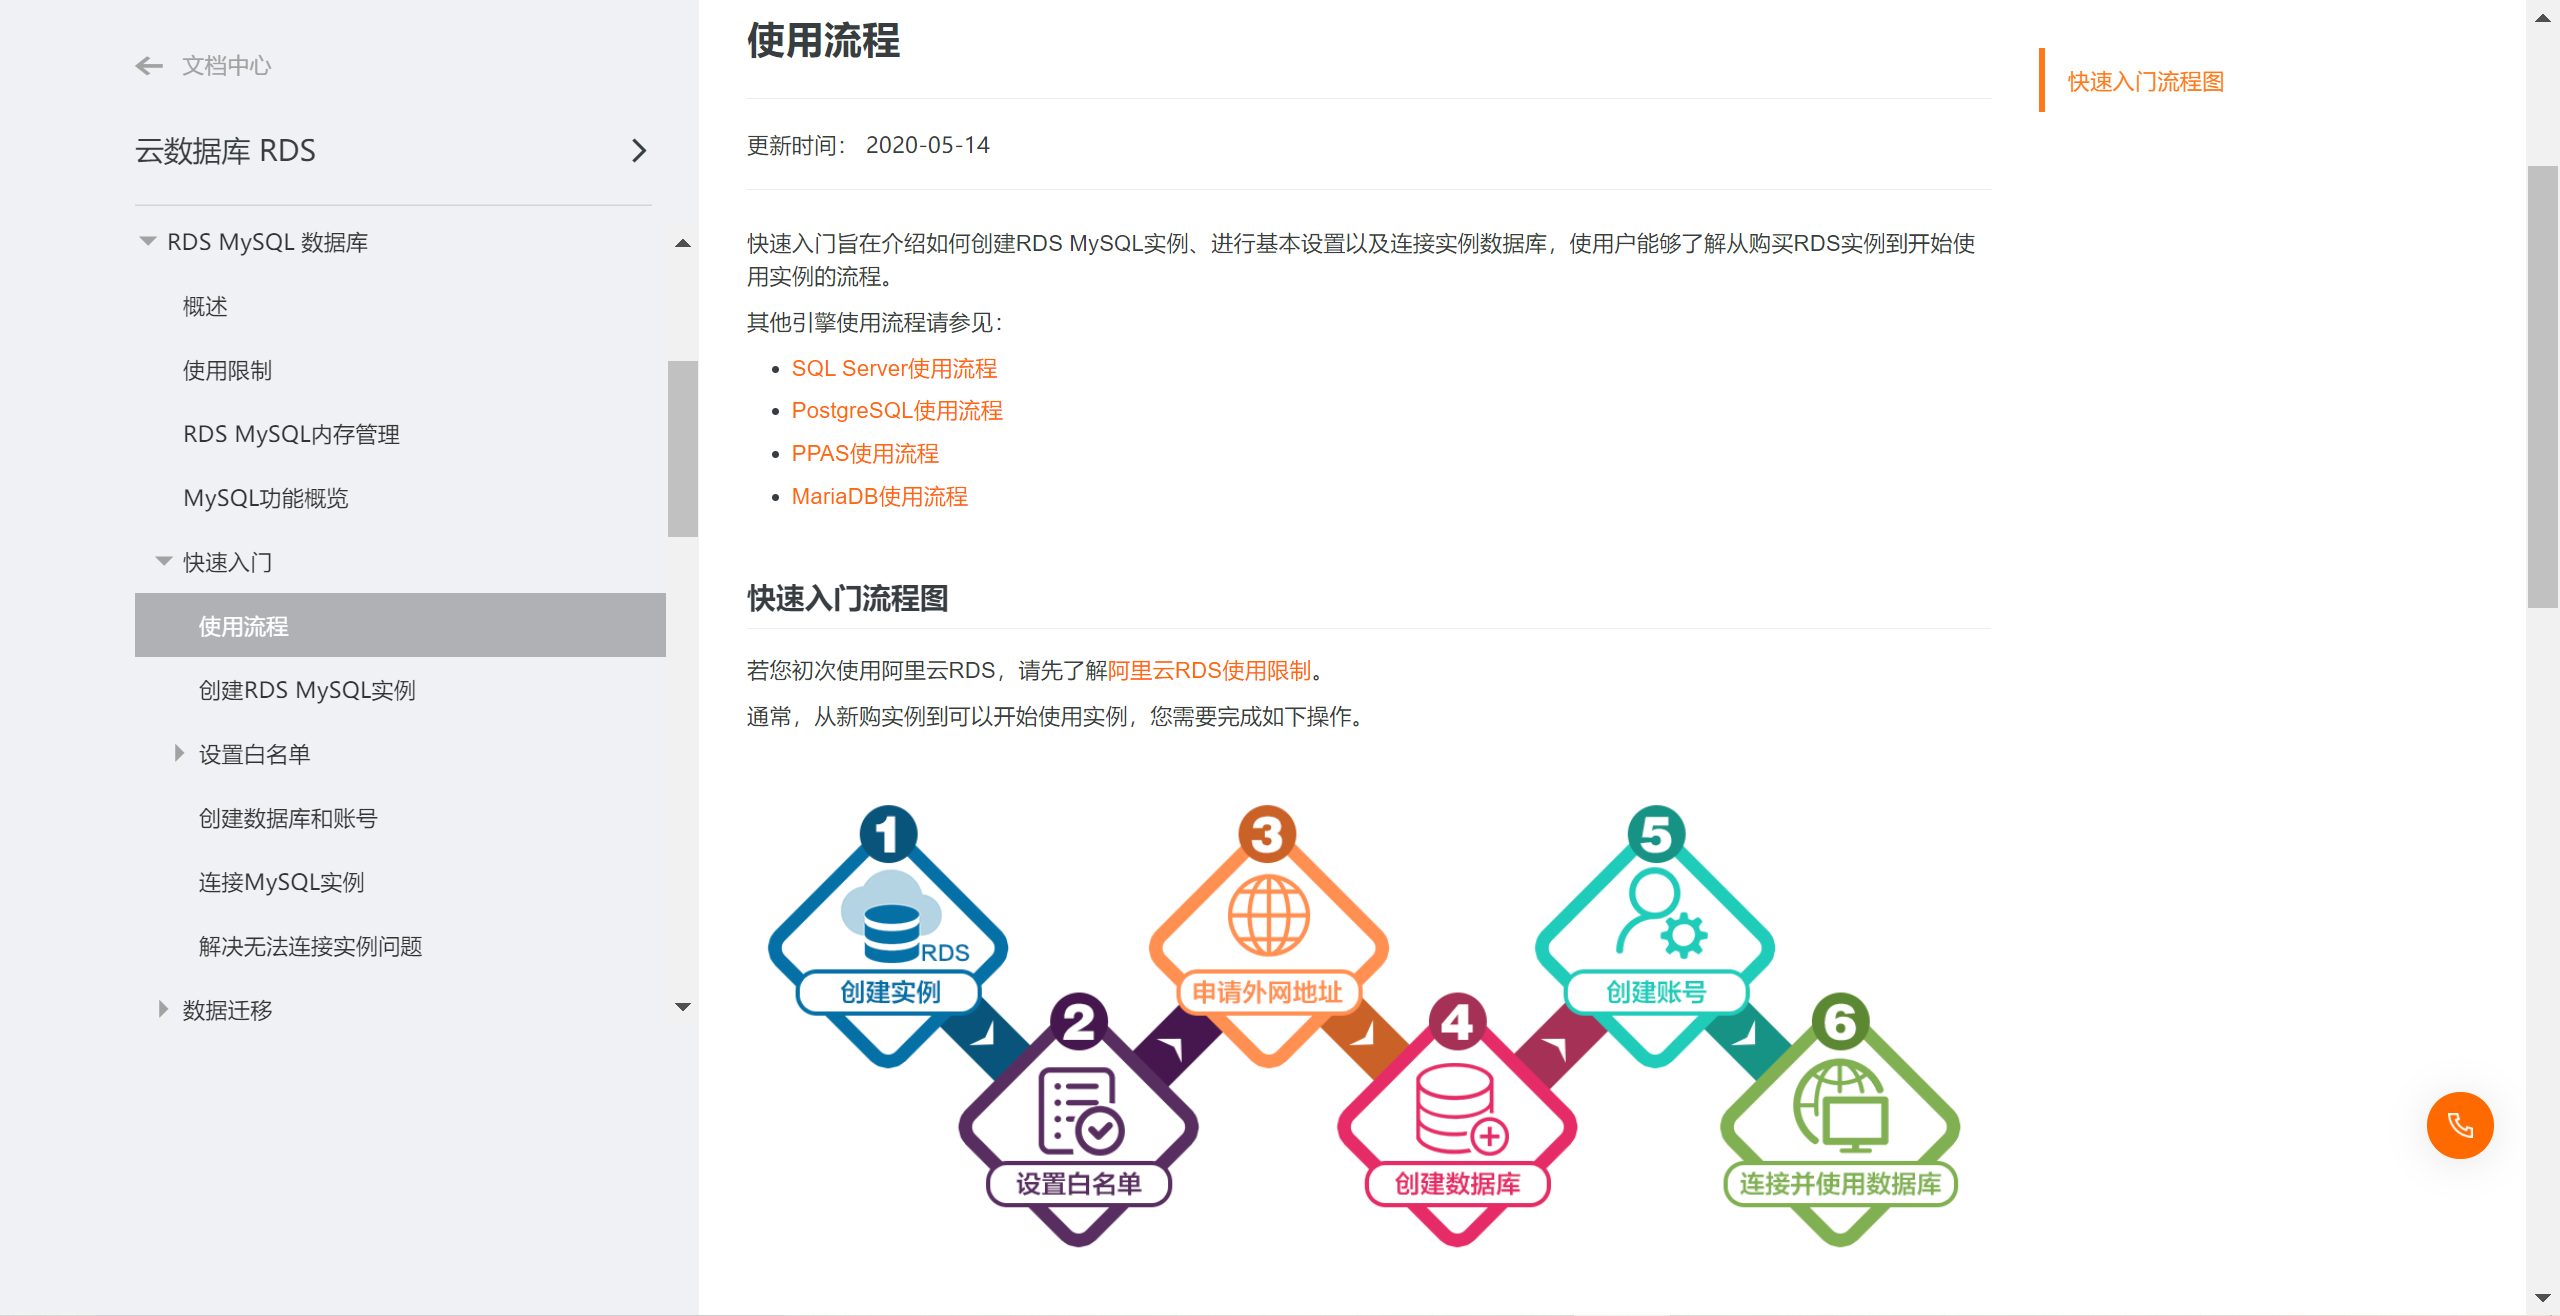 文档中心
云数据库 RDS
RDS MySQL 数据库
概述
使用限制
RDS MySQL内存管理
MySQL功能概览
快速入门
使用流程
创建RDS MySQL实例
设置白名单
创建数据库和账号
连接MySQL实例
解决无法连接实例问题
数据迁移
使用流程
更新时间： 2020-05-14
快速入门旨在介绍如何创建RDS MySQL实例、进行基本设置以及连接实例数据库，使用户能够了解从购买RDS实例到开始使
用实例的流程。
其他引擎使用流程请参见：
SQL Server使用流程
PostgreSQL使用流程
PPAS使用流程
MariaDB使用流程
快速入门流程图
若您初次使用阿里云RDS，请先了解阿里云RDS使用限制。
通常，从新购实例到可以开始使用实例，您需要完成如下操作。
1
RDS
创建实例
2
设置白名单
3
申请外网地址
4
创建数据库
5
创建账号
6
连接并使用数据库
快速入门流程图